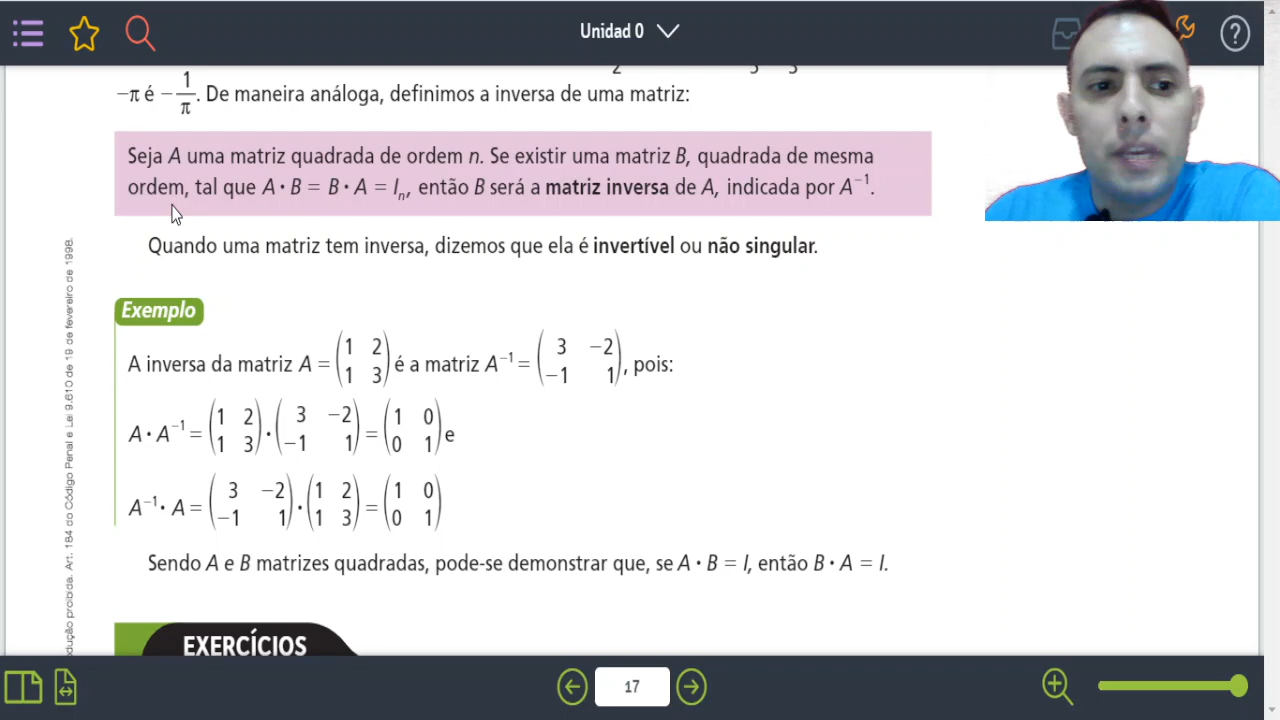 Unidad 0
2
−π é −1/π. De maneira análoga, definimos a inversa de uma matriz:
Seja A uma matriz quadrada de ordem n. Se existir uma matriz B, quadrada de mesma
ordem, tal que A · B = B · A = Iₙ, então B será a matriz inversa de A, indicada por A⁻¹.
Quando uma matriz tem inversa, dizemos que ela é invertível ou não singular.
Exemplo
A inversa da matriz A = (1 2
1 3) é a matriz A⁻¹ = (3 −2
−1 1), pois:
A · A⁻¹ = (1 2
1 3) · (3 −2
−1 1) = (1 0
0 1) e
A⁻¹ · A = (3 −2
−1 1) · (1 2
1 3) = (1 0
0 1)
Sendo A e B matrizes quadradas, pode-se demonstrar que, se A · B = I, então B · A = I.
EXERCÍCIOS
dução proibida. Art. 184 do Código Penal e Lei 9.610 de 19 de fevereiro de 1998.
17